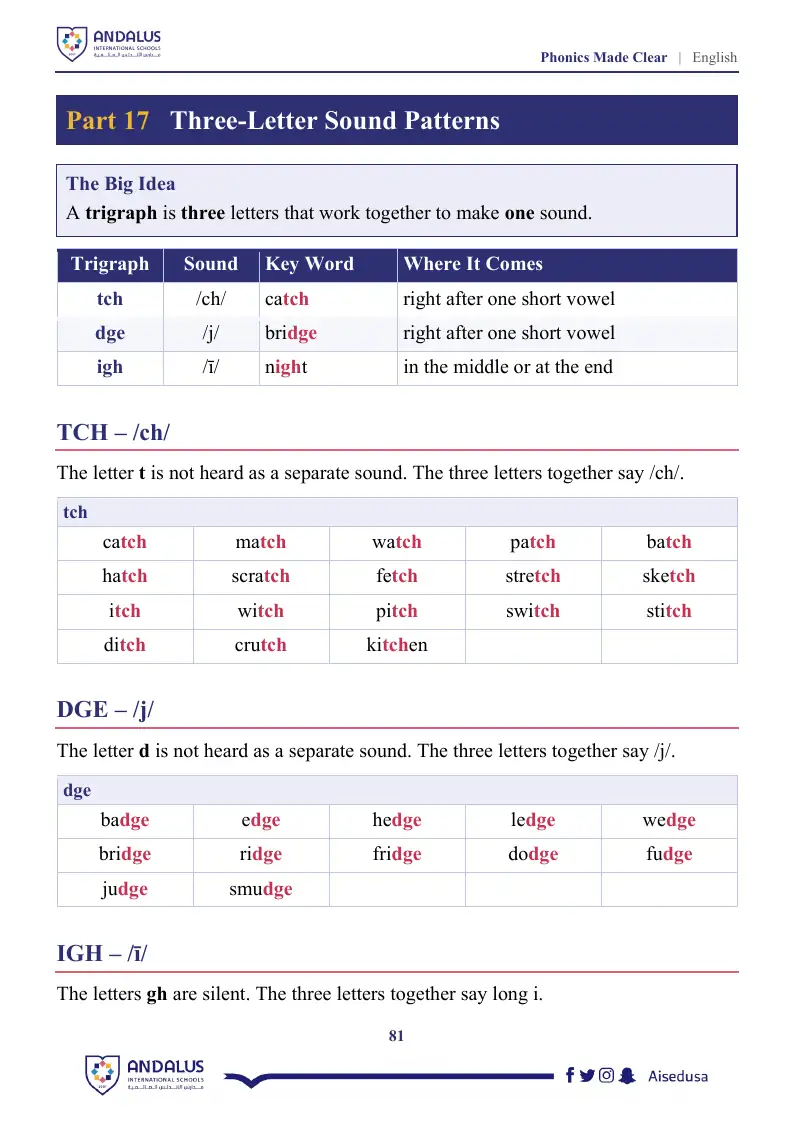 ANDALUS
INTERNATIONAL SCHOOLS
مدارس الأندلس العالمية
Phonics Made Clear | English
Part 17 Three-Letter Sound Patterns
The Big Idea
A trigraph is three letters that work together to make one sound.
Trigraph Sound Key Word Where It Comes
tch /ch/ catch right after one short vowel
dge /j/ bridge right after one short vowel
igh /ī/ night in the middle or at the end
TCH – /ch/
The letter t is not heard as a separate sound. The three letters together say /ch/.
tch
catch match watch patch batch
hatch scratch fetch stretch sketch
itch witch pitch switch stitch
ditch crutch kitchen
DGE – /j/
The letter d is not heard as a separate sound. The three letters together say /j/.
dge
badge edge hedge ledge wedge
bridge ridge fridge dodge fudge
judge smudge
IGH – /ī/
The letters gh are silent. The three letters together say long i.
81
ANDALUS
INTERNATIONAL SCHOOLS
مدارس الأندلس العالمية
Aisedusa